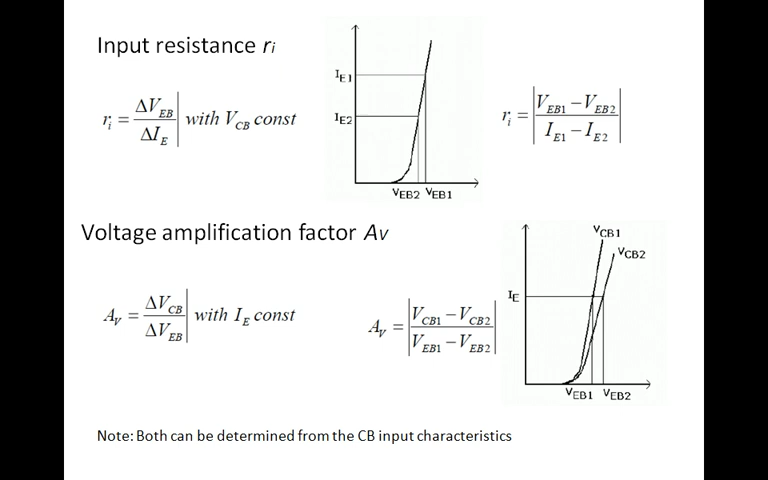 Input resistance ri
ri = ΔVEB / ΔIE | with VCB const
IE1
IE2
VEB2 VEB1
ri = | VEB1 − VEB2 / IE1 − IE2 |
Voltage amplification factor Av
AV = ΔVCB / ΔVEB | with IE const
AV = | VCB1 − VCB2 / VEB1 − VEB2 |
VCB1
VCB2
IE
VEB1 VEB2
Note: Both can be determined from the CB input characteristics